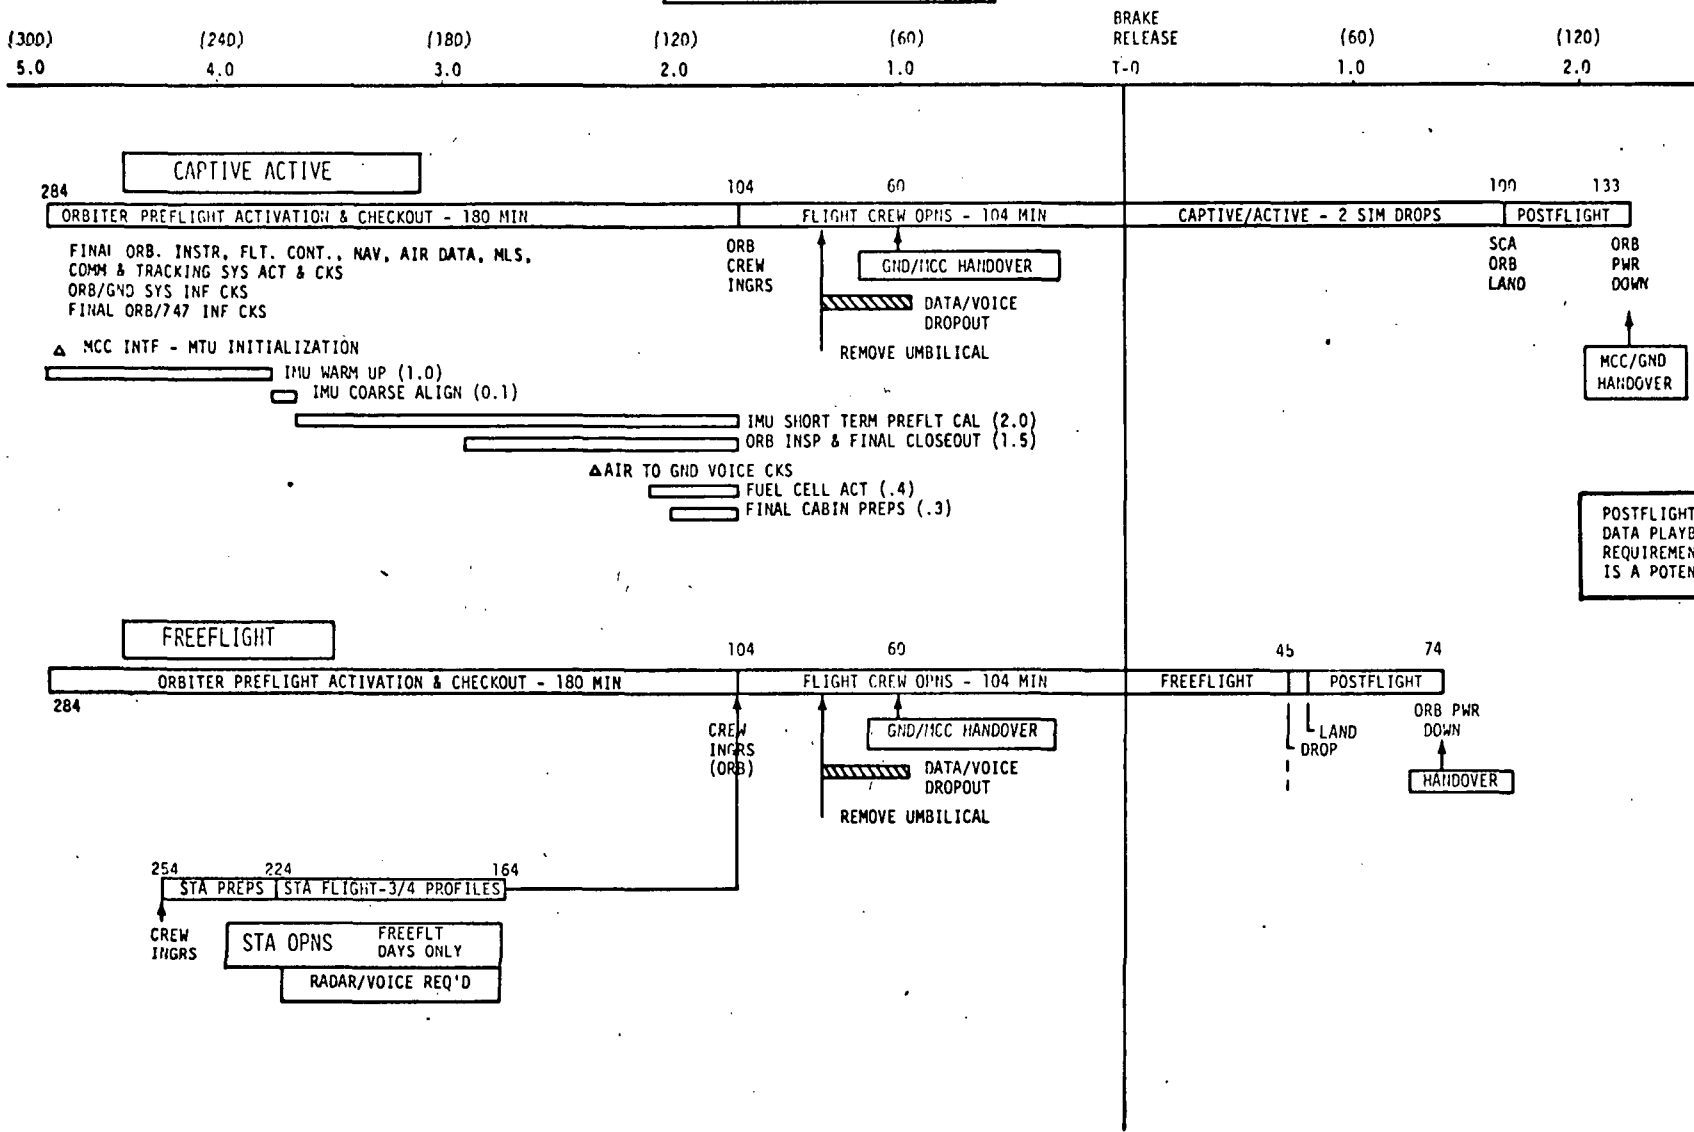 BRAKE
RELEASE
(300) (240) (180) (120) (60) (60) (120)
5.0 4.0 3.0 2.0 1.0 T-0 1.0 2.0
CAPTIVE ACTIVE
284 104 60 100 133
ORBITER PREFLIGHT ACTIVATION & CHECKOUT - 180 MIN FLIGHT CREW OPNS - 104 MIN CAPTIVE/ACTIVE - 2 SIM DROPS POSTFLIGHT
FINAL ORB. INSTR, FLT. CONT., NAV, AIR DATA, MLS,
COMM & TRACKING SYS ACT & CKS
ORB/GND SYS INF CKS
FINAL ORB/747 INF CKS
ORB
CREW
INGRS
GND/MCC HANDOVER
DATA/VOICE
DROPOUT
REMOVE UMBILICAL
SCA
ORB
LAND
ORB
PWR
DOWN
MCC/GND
HANDOVER
Δ MCC INTF - MTU INITIALIZATION
IMU WARM UP (1.0)
IMU COARSE ALIGN (0.1)
IMU SHORT TERM PREFLT CAL (2.0)
ORB INSP & FINAL CLOSEOUT (1.5)
Δ AIR TO GND VOICE CKS
FUEL CELL ACT (.4)
FINAL CABIN PREPS (.3)
POSTFLIGHT
DATA PLAYB
REQUIREMEN
IS A POTEN
FREEFLIGHT
104 60 45 74
ORBITER PREFLIGHT ACTIVATION & CHECKOUT - 180 MIN FLIGHT CREW OPNS - 104 MIN FREEFLIGHT POSTFLIGHT
284
CREW
INGRS
(ORB)
GND/MCC HANDOVER
DATA/VOICE
DROPOUT
REMOVE UMBILICAL
LAND
DROP
ORB PWR
DOWN
HANDOVER
254 224 164
STA PREPS STA FLIGHT-3/4 PROFILES
CREW
INGRS
STA OPNS FREEFLT
DAYS ONLY
RADAR/VOICE REQ'D